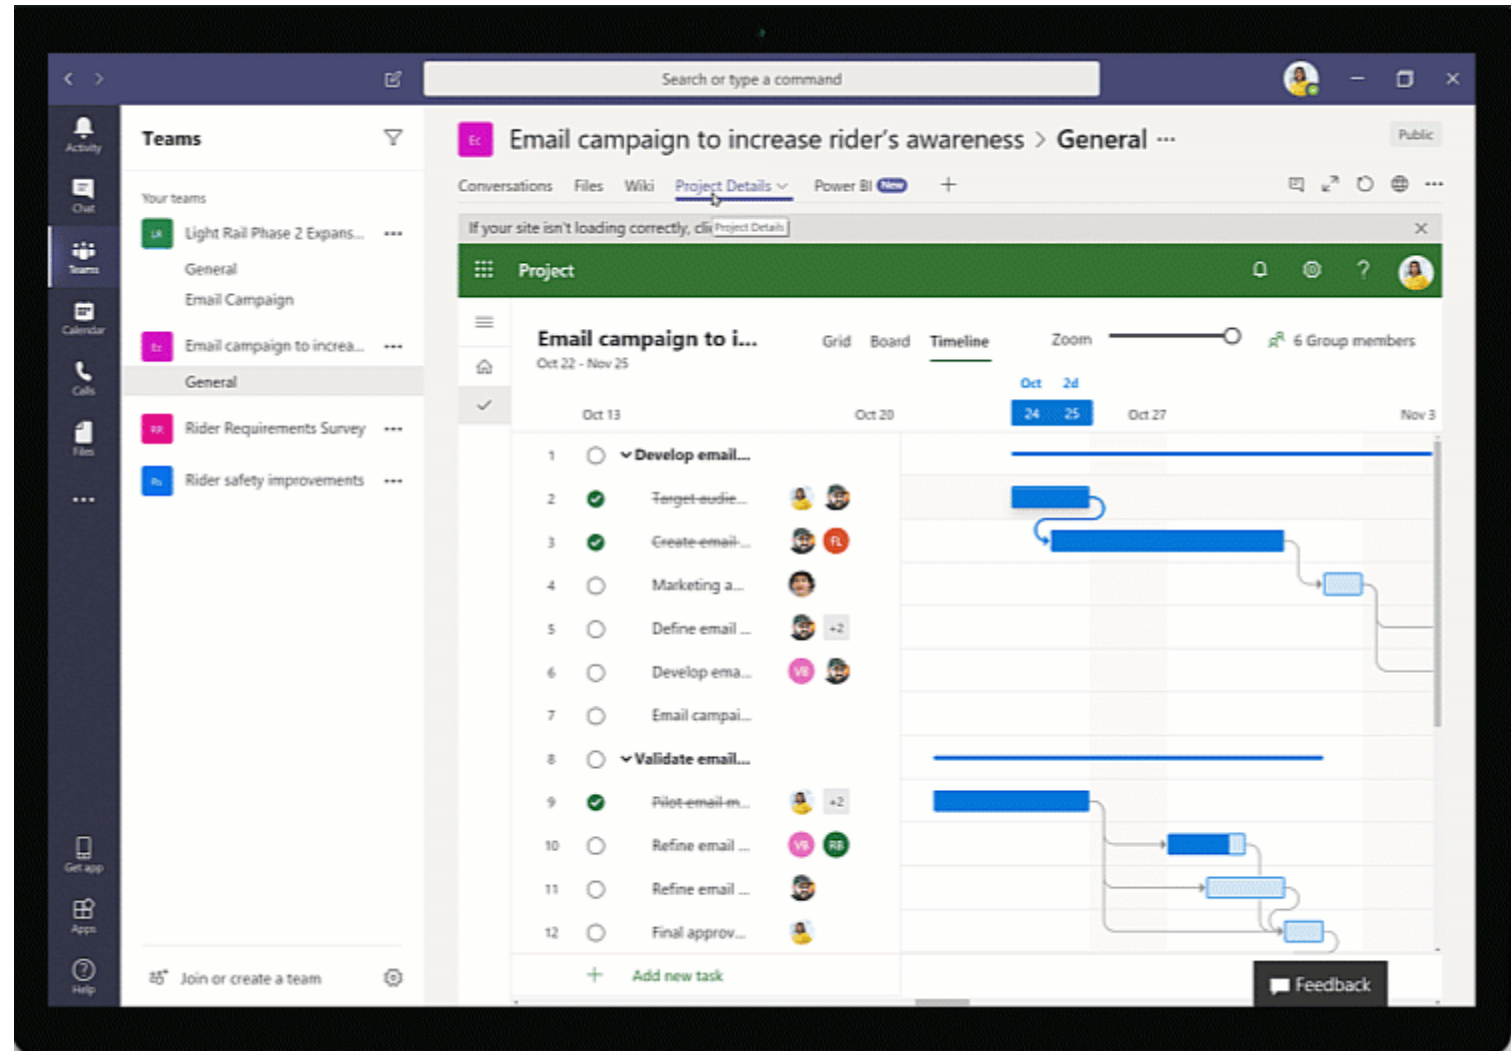 Search or type a command
Activity
Chat
Teams
Calendar
Calls
Files
Get app
Apps
Help
Teams
Your teams
LR Light Rail Phase 2 Expans...
General
Email Campaign
Ec Email campaign to increa...
General
RR Rider Requirements Survey
Rs Rider safety improvements
Join or create a team
Ec Email campaign to increase rider's awareness > General ...
Public
Conversations Files Wiki Project Details Power BI New +
If your site isn't loading correctly, cli
Project Details
Project
Email campaign to i...
Oct 22 - Nov 25
Grid Board Timeline
Zoom
6 Group members
Oct 2d
Oct 13 Oct 20 24 25 Oct 27 Nov 3
1 Develop email...
2 Target audie...
3 Create email ... FL
4 Marketing a...
5 Define email ... +2
6 Develop ema... VB
7 Email campai...
8 Validate email...
9 Pilot email m... +2
10 Refine email ... VB RB
11 Refine email ...
12 Final approv...
+ Add new task
Feedback